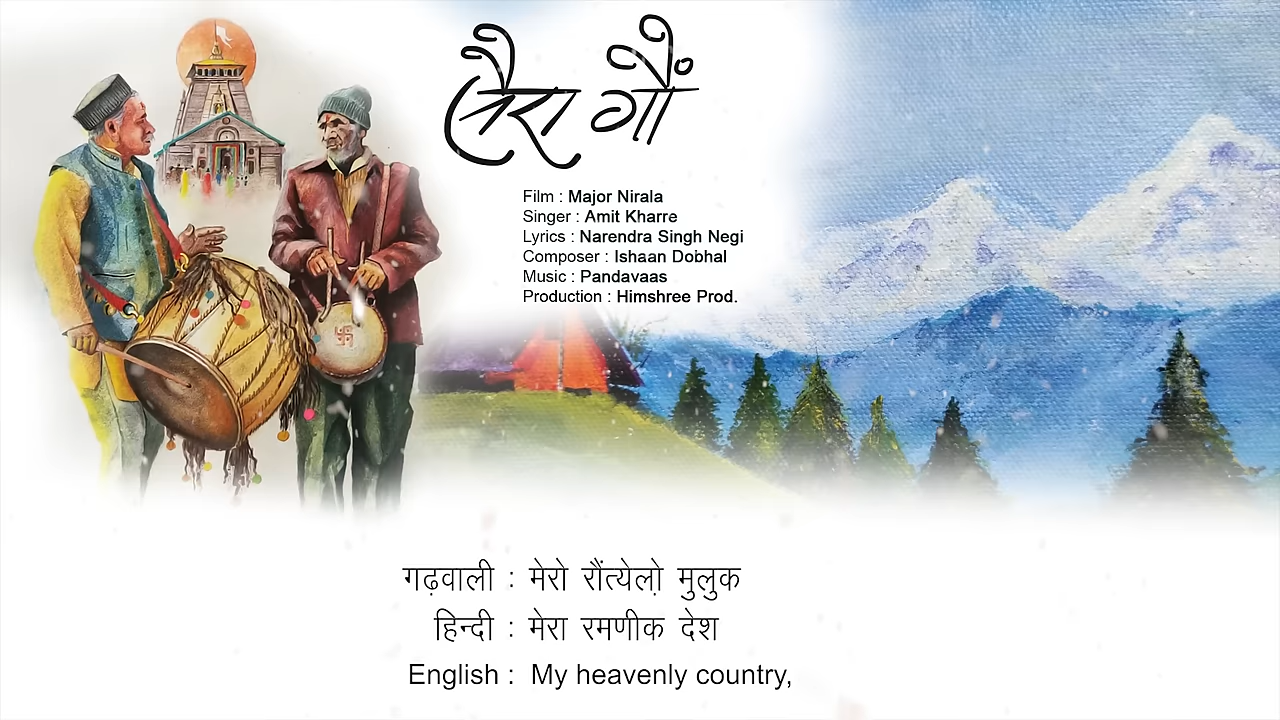 तैरा गौं
Film : Major Nirala
Singer : Amit Kharre
Lyrics : Narendra Singh Negi
Composer : Ishaan Dobhal
Music : Pandavaas
Production : Himshree Prod.
गढ़वाली : मेरो रौंत्येलो़ मुलुक
हिन्दी : मेरा रमणीक देश
English : My heavenly country,